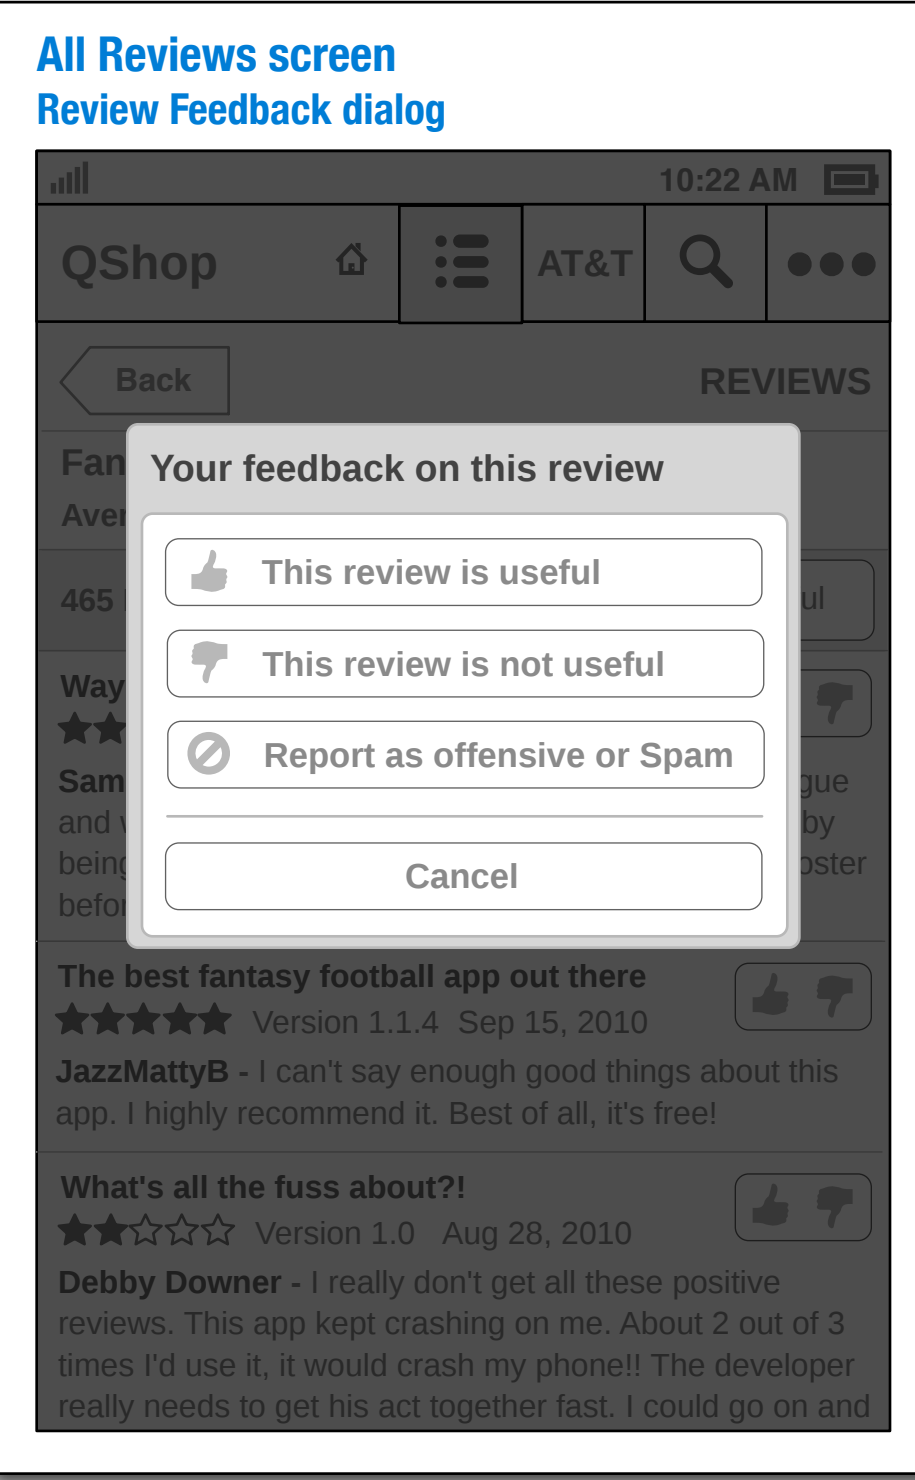 All Reviews screen
Review Feedback dialog
10:22 AM
QShop AT&T
Back REVIEWS
Your feedback on this review
This review is useful
This review is not useful
Report as offensive or Spam
Cancel
465
Way
Sam
and
by
being
The best fantasy football app out there
Version 1.1.4 Sep 15, 2010
JazzMattyB - I can't say enough good things about this
app. I highly recommend it. Best of all, it's free!
What's all the fuss about?!
Version 1.0 Aug 28, 2010
Debby Downer - I really don't get all these positive
reviews. This app kept crashing on me. About 2 out of 3
times I'd use it, it would crash my phone!! The developer
really needs to get his act together fast. I could go on and